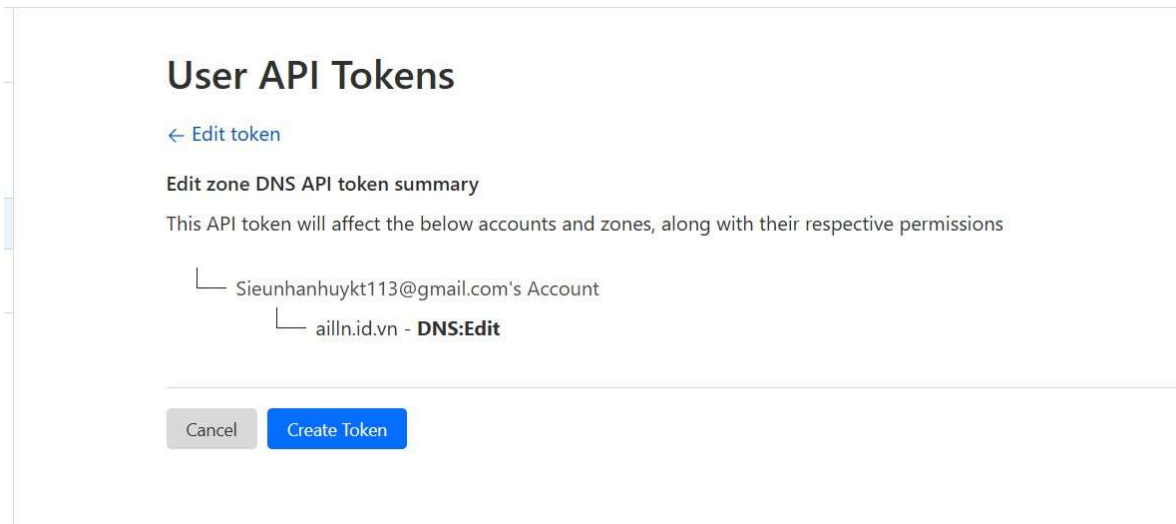 User API Tokens
← Edit token
Edit zone DNS API token summary
This API token will affect the below accounts and zones, along with their respective permissions
Sieunhanhuykt113@gmail.com's Account
ailln.id.vn - DNS:Edit
Cancel
Create Token